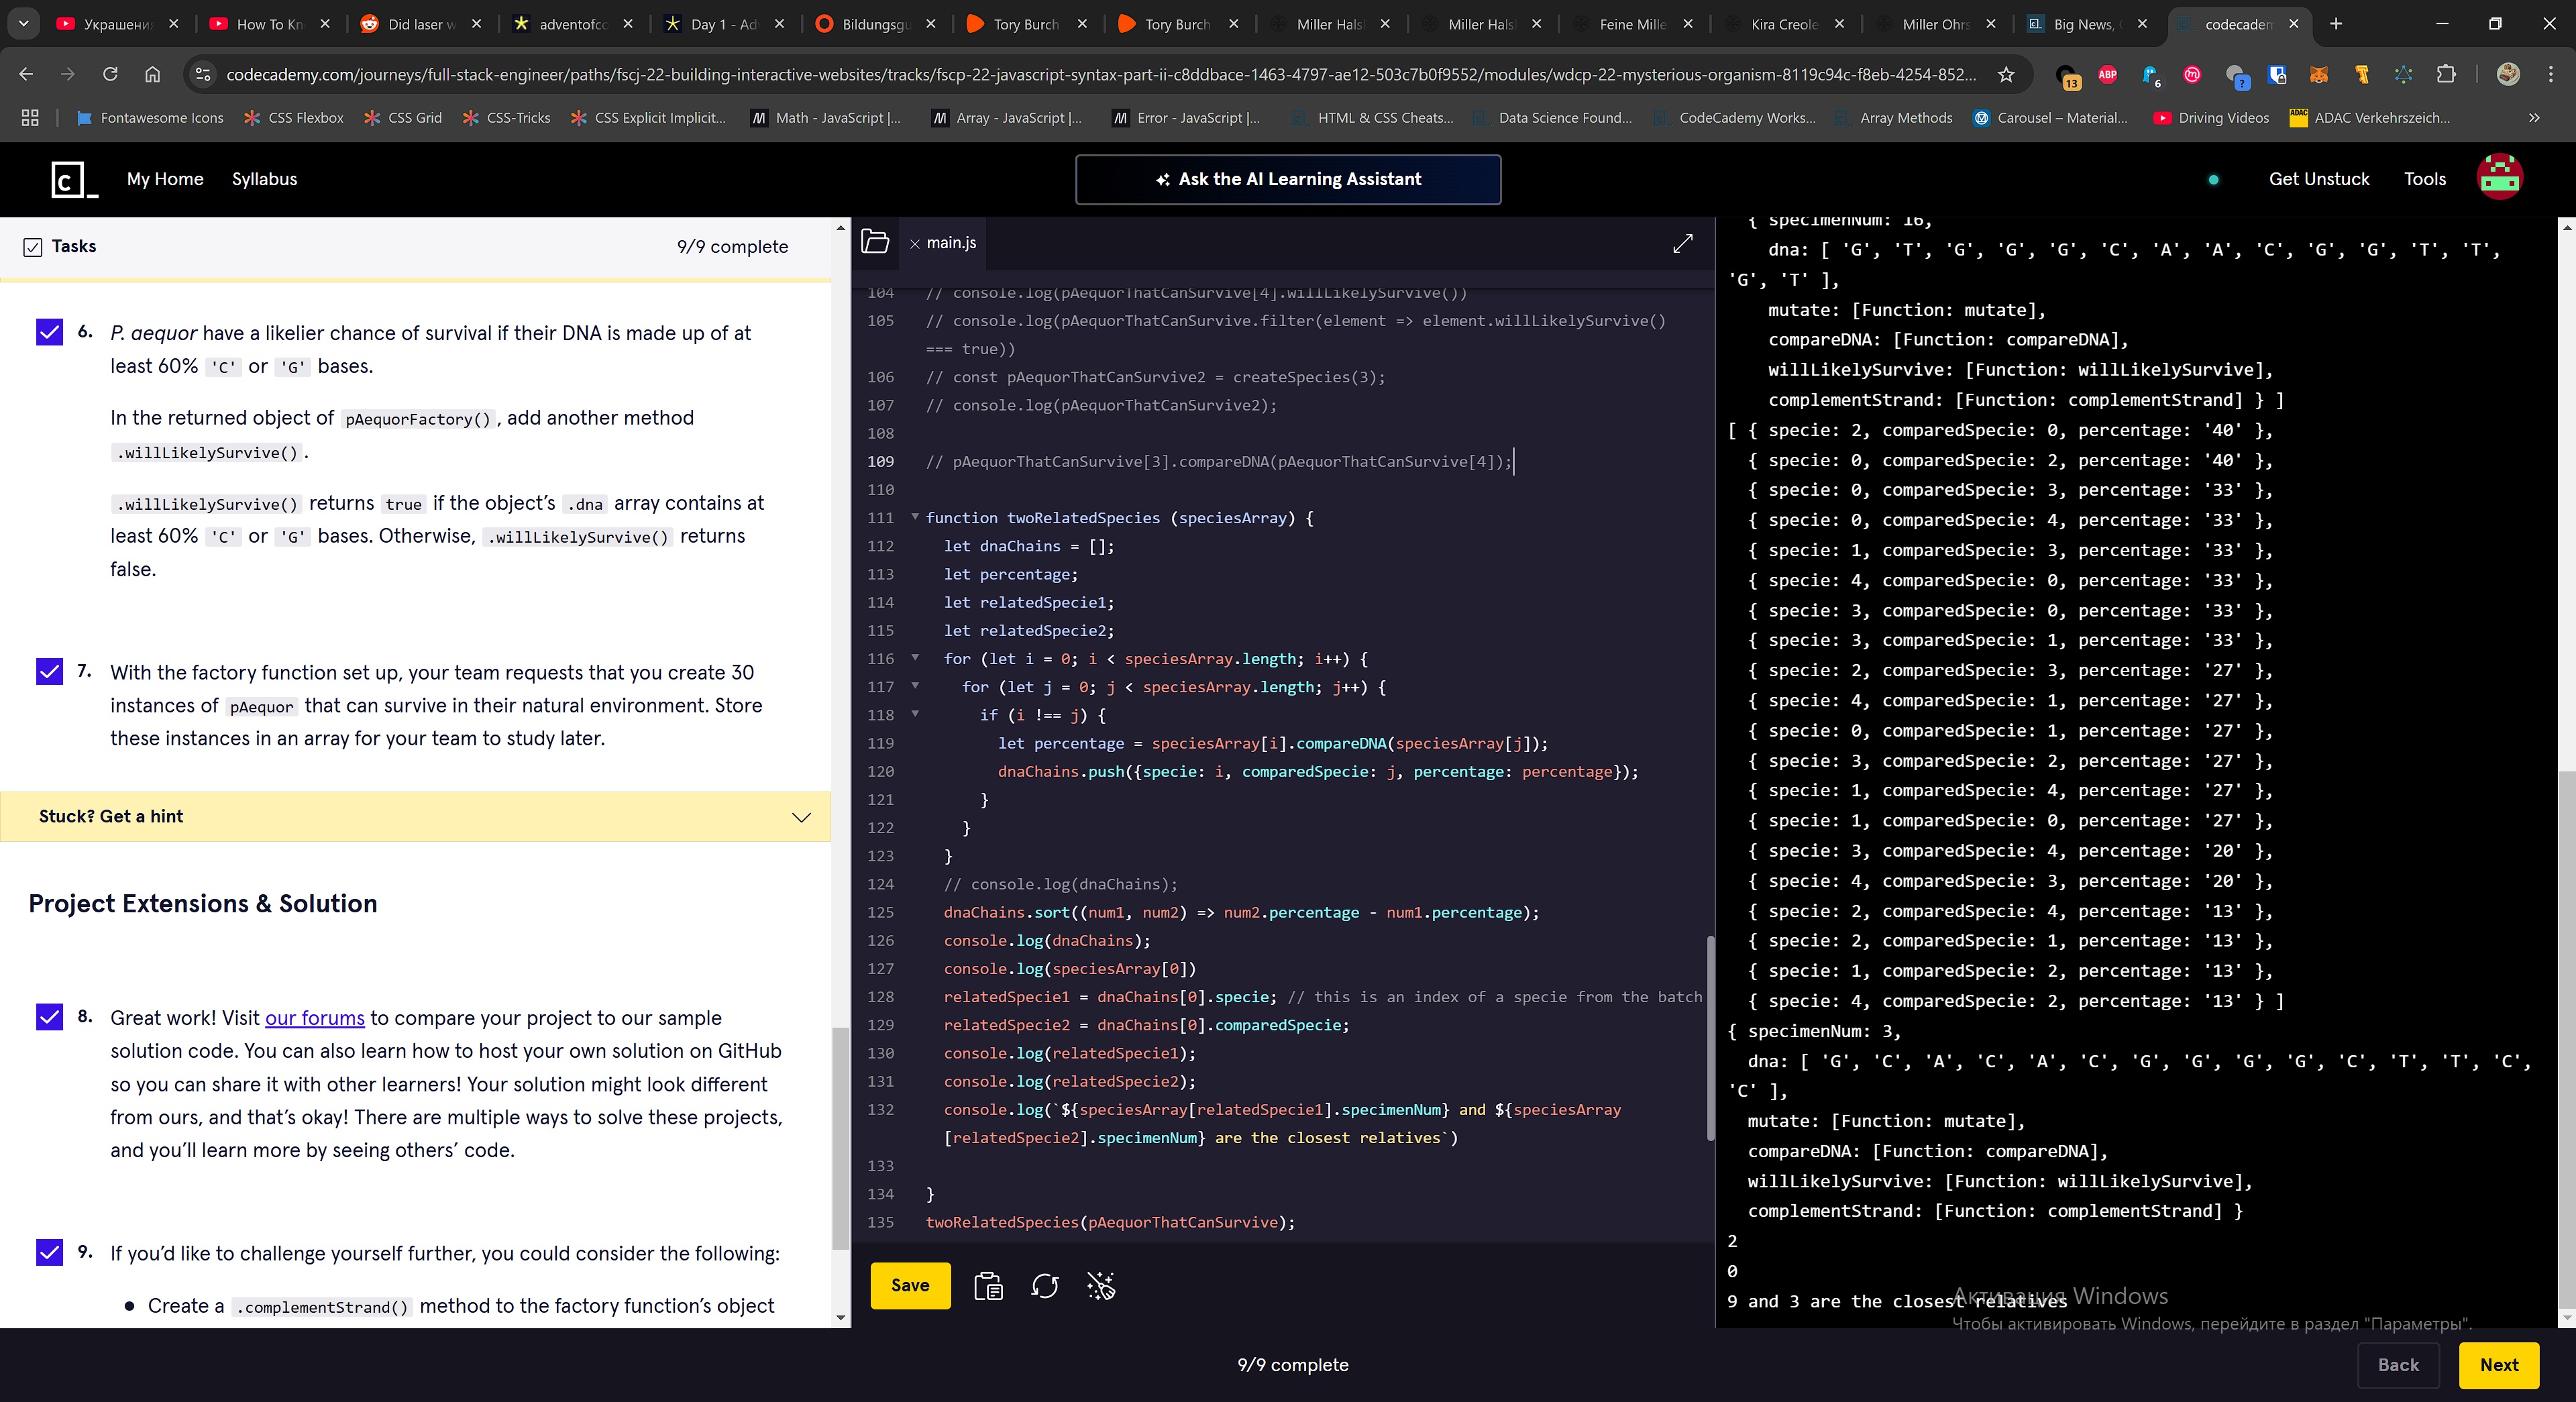 Украшени
How To Kn
Did laser w
adventofco
Day 1 - Ad
Bildungsgu
Tory Burch
Tory Burch
Miller Hals
Miller Hals
Feine Mille
Kira Creole
Miller Ohrs
Big News,
codecadem
codecademy.com/journeys/full-stack-engineer/paths/fscj-22-building-interactive-websites/tracks/fscp-22-javascript-syntax-part-ii-c8ddbace-1463-4797-ae12-503c7b0f9552/modules/wdcp-22-mysterious-organism-8119c94c-f8eb-4254-852...
13
ABP
6
?
Fontawesome Icons
CSS Flexbox
CSS Grid
CSS-Tricks
CSS Explicit Implicit...
Math - JavaScript |...
Array - JavaScript |...
Error - JavaScript |...
HTML & CSS Cheats...
Data Science Found...
CodeCademy Works...
Array Methods
Carousel – Material...
Driving Videos
ADAC Verkehrszeich...
My Home
Syllabus
Ask the AI Learning Assistant
Get Unstuck
Tools
Tasks
9/9 complete
6. P. aequor have a likelier chance of survival if their DNA is made up of at
least 60% 'C' or 'G' bases.
In the returned object of pAequorFactory(), add another method
.willLikelySurvive().
.willLikelySurvive() returns true if the object's .dna array contains at
least 60% 'C' or 'G' bases. Otherwise, .willLikelySurvive() returns
false.
7. With the factory function set up, your team requests that you create 30
instances of pAequor that can survive in their natural environment. Store
these instances in an array for your team to study later.
Stuck? Get a hint
Project Extensions & Solution
8. Great work! Visit our forums to compare your project to our sample
solution code. You can also learn how to host your own solution on GitHub
so you can share it with other learners! Your solution might look different
from ours, and that's okay! There are multiple ways to solve these projects,
and you'll learn more by seeing others' code.
9. If you'd like to challenge yourself further, you could consider the following:
• Create a .complementStrand() method to the factory function's object
main.js
104 // console.log(pAequorThatCanSurvive[4].willLikelySurvive())
105 // console.log(pAequorThatCanSurvive.filter(element => element.willLikelySurvive()
=== true))
106 // const pAequorThatCanSurvive2 = createSpecies(3);
107 // console.log(pAequorThatCanSurvive2);
108
109 // pAequorThatCanSurvive[3].compareDNA(pAequorThatCanSurvive[4]);
110
111 function twoRelatedSpecies (speciesArray) {
112 let dnaChains = [];
113 let percentage;
114 let relatedSpecie1;
115 let relatedSpecie2;
116 for (let i = 0; i < speciesArray.length; i++) {
117 for (let j = 0; j < speciesArray.length; j++) {
118 if (i !== j) {
119 let percentage = speciesArray[i].compareDNA(speciesArray[j]);
120 dnaChains.push({specie: i, comparedSpecie: j, percentage: percentage});
121 }
122 }
123 }
124 // console.log(dnaChains);
125 dnaChains.sort((num1, num2) => num2.percentage - num1.percentage);
126 console.log(dnaChains);
127 console.log(speciesArray[0])
128 relatedSpecie1 = dnaChains[0].specie; // this is an index of a specie from the batch
129 relatedSpecie2 = dnaChains[0].comparedSpecie;
130 console.log(relatedSpecie1);
131 console.log(relatedSpecie2);
132 console.log(`${speciesArray[relatedSpecie1].specimenNum} and ${speciesArray
[relatedSpecie2].specimenNum} are the closest relatives`)
133
134 }
135 twoRelatedSpecies(pAequorThatCanSurvive);
Save
{ specimenNum: 16,
dna: [ 'G', 'T', 'G', 'G', 'G', 'C', 'A', 'A', 'C', 'G', 'G', 'T', 'T',
'G', 'T' ],
mutate: [Function: mutate],
compareDNA: [Function: compareDNA],
willLikelySurvive: [Function: willLikelySurvive],
complementStrand: [Function: complementStrand] } ]
[ { specie: 2, comparedSpecie: 0, percentage: '40' },
{ specie: 0, comparedSpecie: 2, percentage: '40' },
{ specie: 0, comparedSpecie: 3, percentage: '33' },
{ specie: 0, comparedSpecie: 4, percentage: '33' },
{ specie: 1, comparedSpecie: 3, percentage: '33' },
{ specie: 4, comparedSpecie: 0, percentage: '33' },
{ specie: 3, comparedSpecie: 0, percentage: '33' },
{ specie: 3, comparedSpecie: 1, percentage: '33' },
{ specie: 2, comparedSpecie: 3, percentage: '27' },
{ specie: 4, comparedSpecie: 1, percentage: '27' },
{ specie: 0, comparedSpecie: 1, percentage: '27' },
{ specie: 3, comparedSpecie: 2, percentage: '27' },
{ specie: 1, comparedSpecie: 4, percentage: '27' },
{ specie: 1, comparedSpecie: 0, percentage: '27' },
{ specie: 3, comparedSpecie: 4, percentage: '20' },
{ specie: 4, comparedSpecie: 3, percentage: '20' },
{ specie: 2, comparedSpecie: 4, percentage: '13' },
{ specie: 2, comparedSpecie: 1, percentage: '13' },
{ specie: 1, comparedSpecie: 2, percentage: '13' },
{ specie: 4, comparedSpecie: 2, percentage: '13' } ]
{ specimenNum: 3,
dna: [ 'G', 'C', 'A', 'C', 'A', 'C', 'G', 'G', 'G', 'G', 'C', 'T', 'T', 'C',
'C' ],
mutate: [Function: mutate],
compareDNA: [Function: compareDNA],
willLikelySurvive: [Function: willLikelySurvive],
complementStrand: [Function: complementStrand] }
2
0
9 and 3 are the closest relatives
Активация Windows
Чтобы активировать Windows, перейдите в раздел "Параметры".
9/9 complete
Back
Next